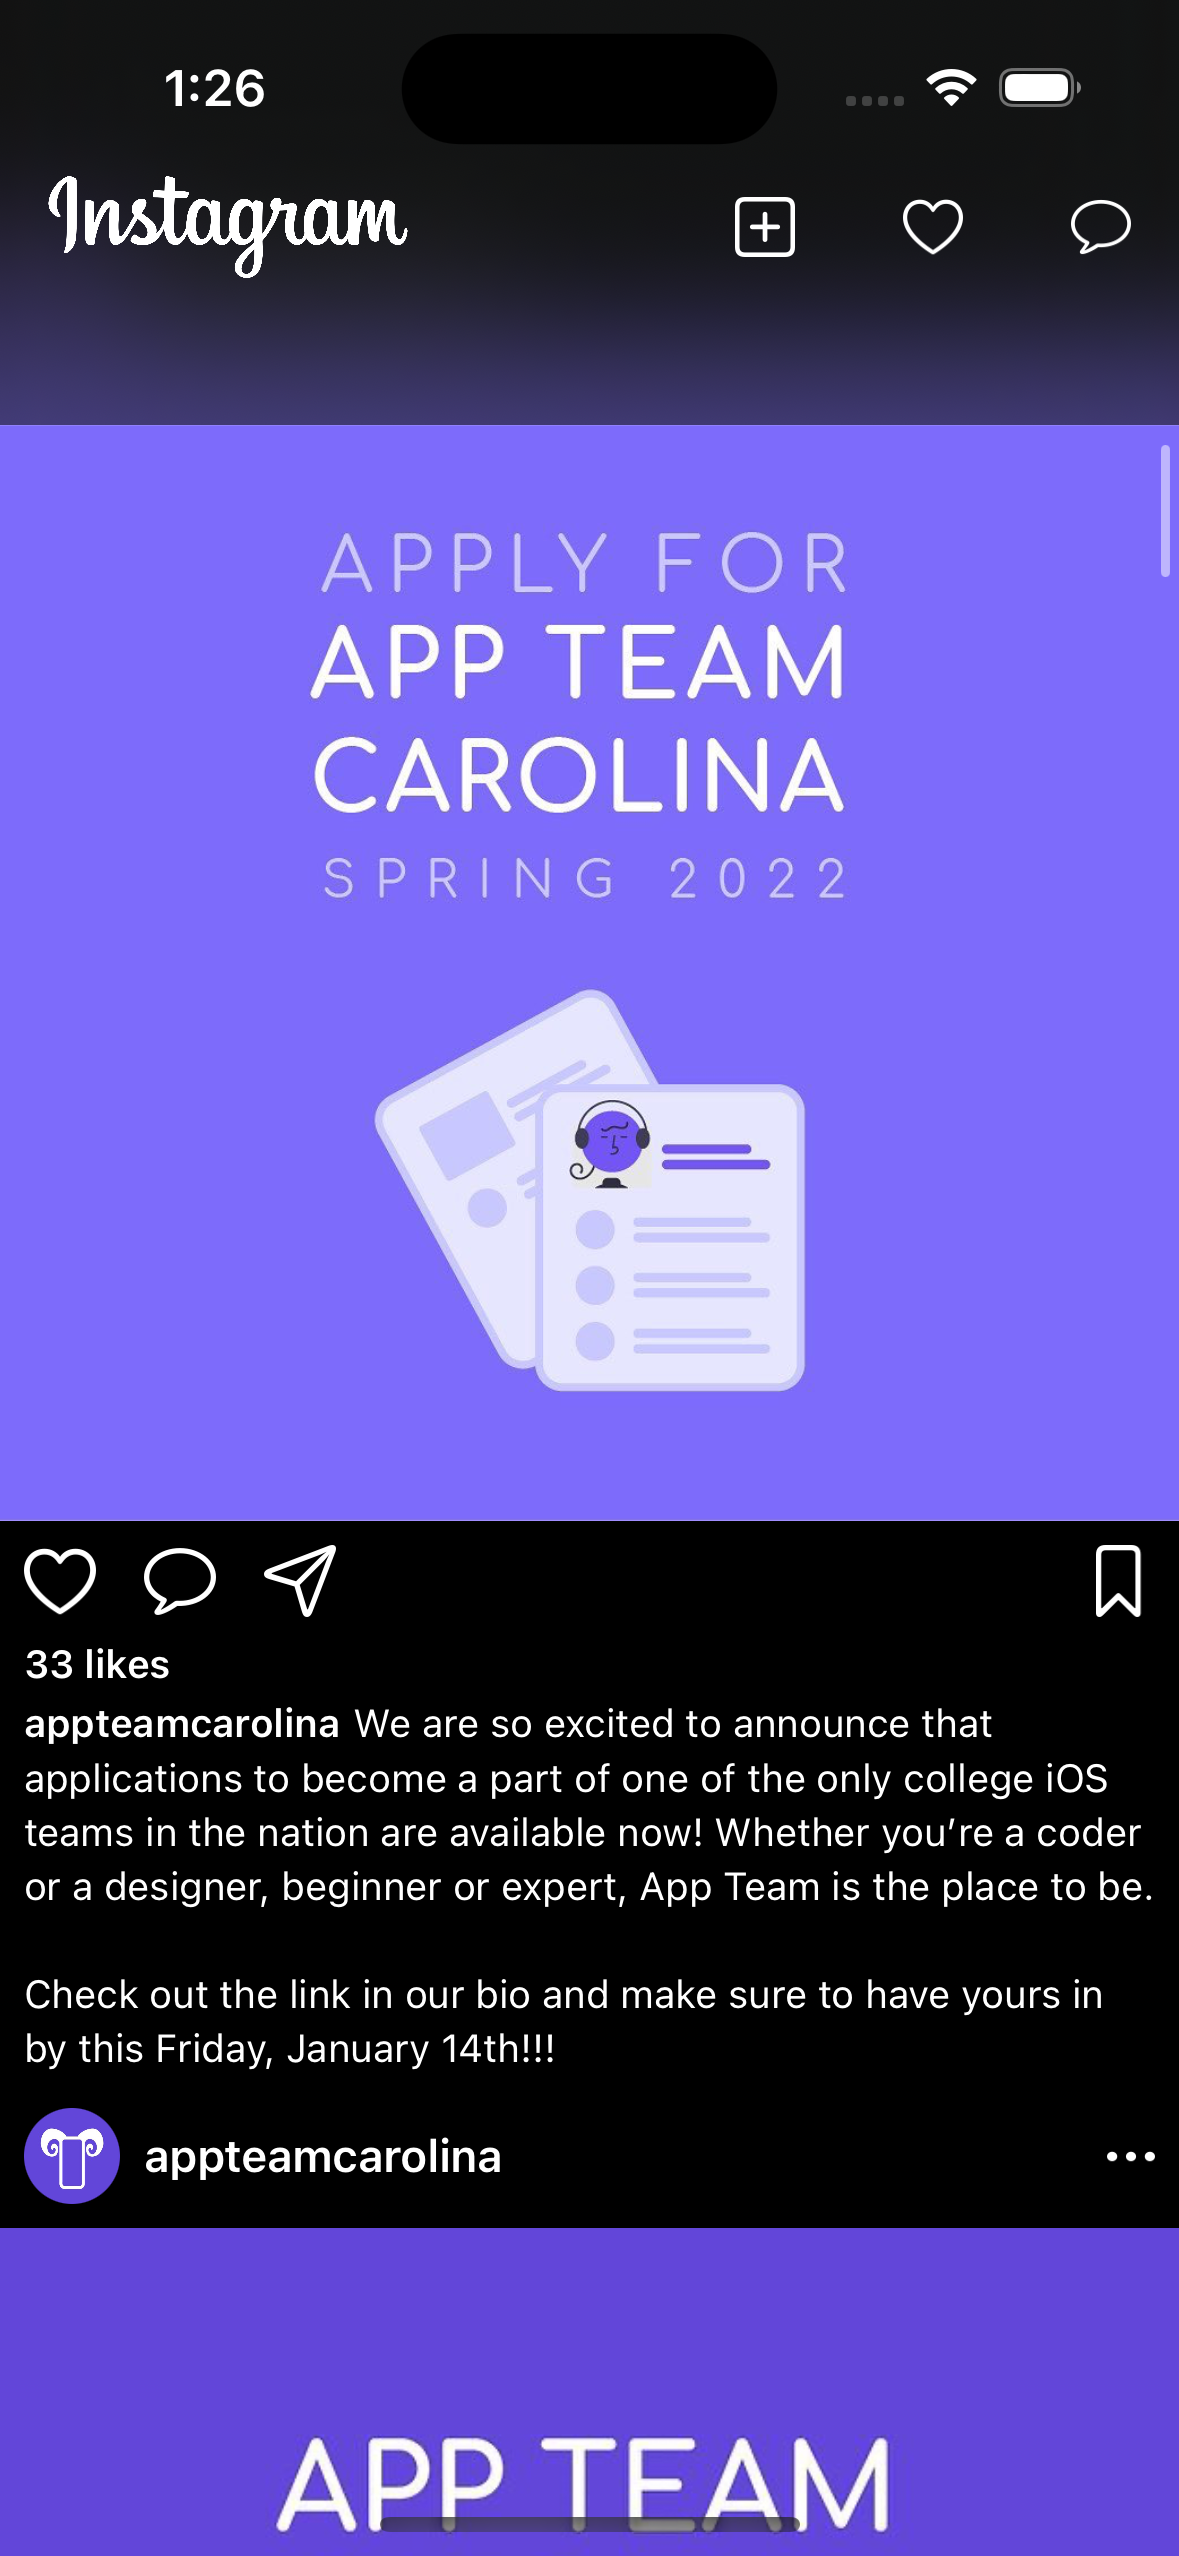 1:26
Instagram
APPLY FOR
APP TEAM
CAROLINA
SPRING 2022
33 likes
appteamcarolina We are so excited to announce that
applications to become a part of one of the only college iOS
teams in the nation are available now! Whether you’re a coder
or a designer, beginner or expert, App Team is the place to be.
Check out the link in our bio and make sure to have yours in
by this Friday, January 14th!!!
appteamcarolina
APP TEAM